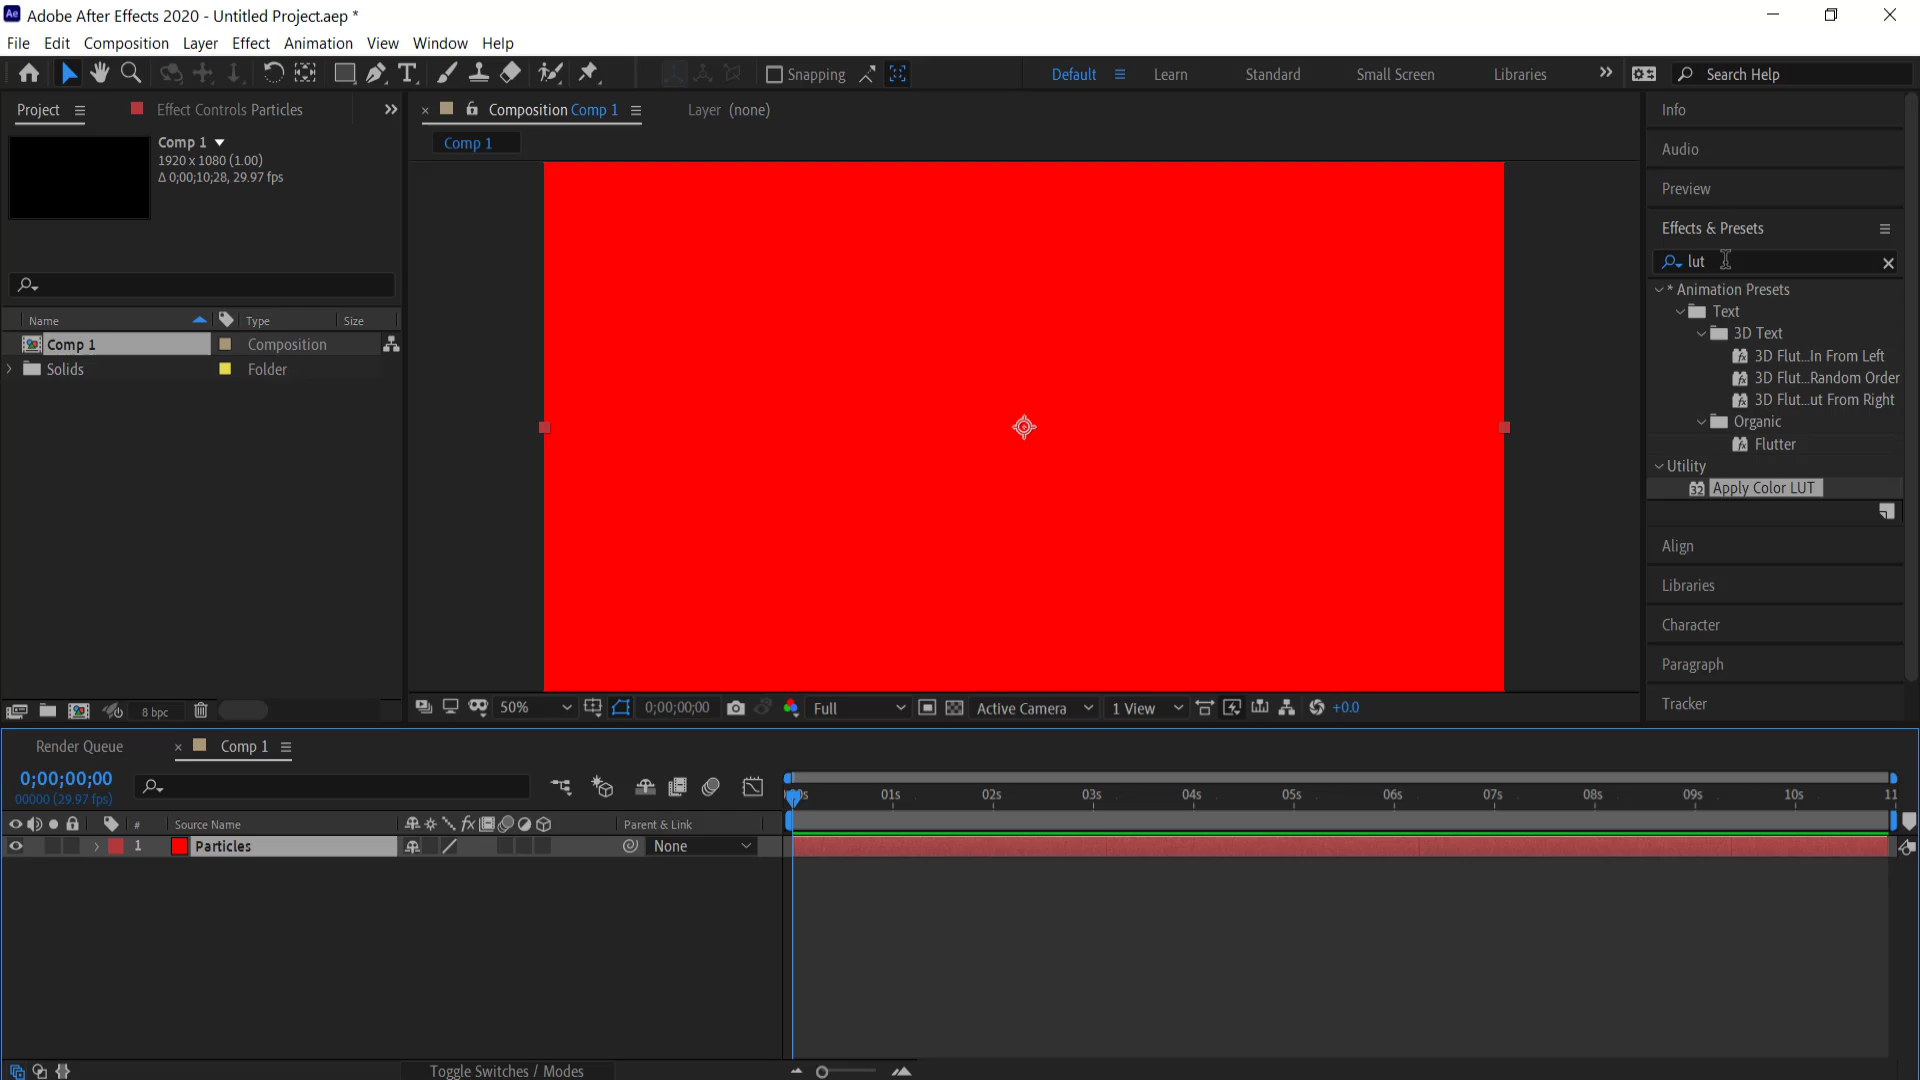 Adobe After Effects 2020 - Untitled Project.aep *
File Edit Composition Layer Effect Animation View Window Help
Snapping Default Learn Standard Small Screen Libraries Search Help
Project Effect Controls Particles
Composition Comp 1 Layer (none)
Comp 1
Comp 1
1920 x 1080 (1.00)
Δ 0;00;10;28, 29.97 fps
Name Type Size
Comp 1 Composition
Solids Folder
8 bpc
50% 0;00;00;00 Full Active Camera 1 View +0.0
Info
Audio
Preview
Effects & Presets
lut
* Animation Presets
Text
3D Text
3D Flut...In From Left
3D Flut...Random Order
3D Flut...ut From Right
Organic
Flutter
Utility
32 Apply Color LUT
Align
Libraries
Character
Paragraph
Tracker
Render Queue Comp 1
0;00;00;00
00000 (29.97 fps)
01s 02s 03s 04s 05s 06s 07s 08s 09s 10s 11
# Source Name Parent & Link
1 Particles None
Toggle Switches / Modes